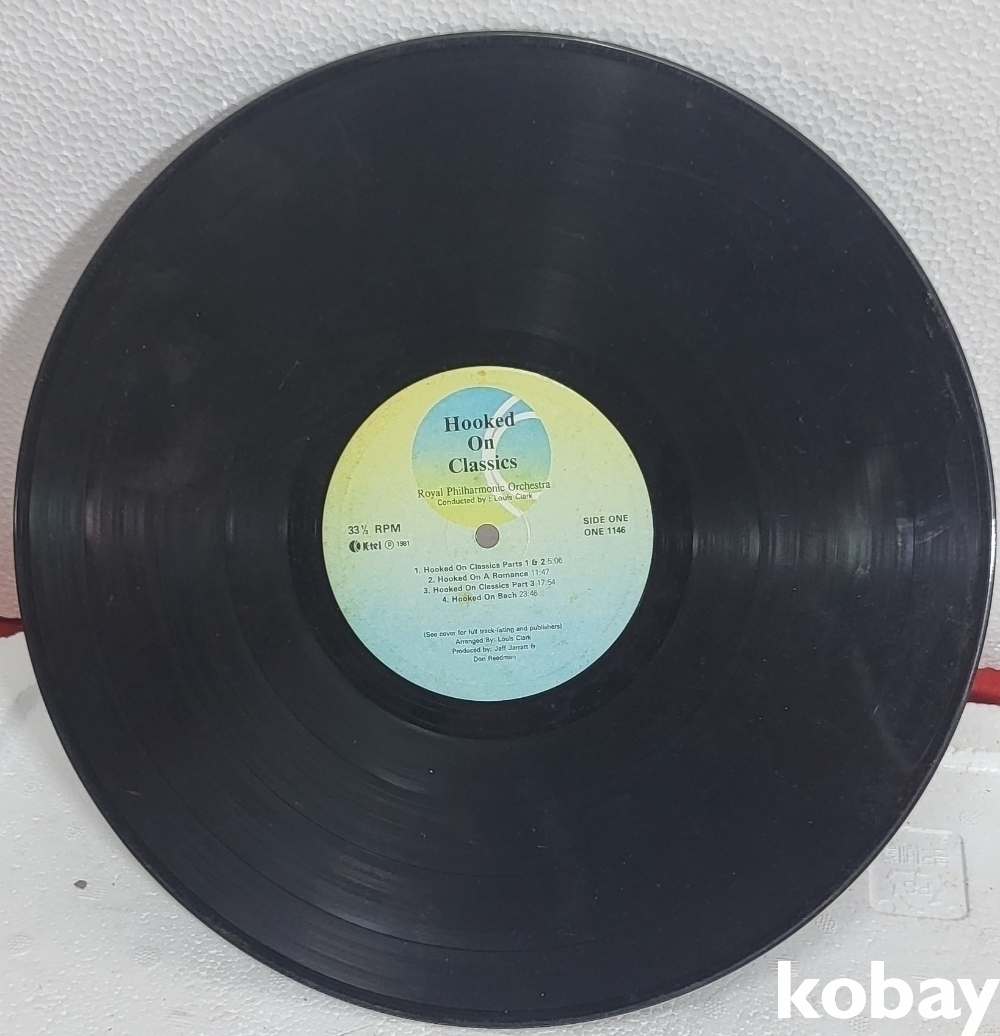 Hooked
On
Classics
Royal Philharmonic Orchestra
Conducted by : Louis Clark
33⅓ RPM
K-tel ℗ 1981
SIDE ONE
ONE 1146
1. Hooked On Classics Parts 1 & 2 5:06
2. Hooked On A Romance 11:47
3. Hooked On Classics Part 3 17:54
4. Hooked On Bach 23:46
(See cover for full track-listing and publishers)
Arranged By: Louis Clark
Produced by: Jeff Jarratt &
Don Reedman
kobay